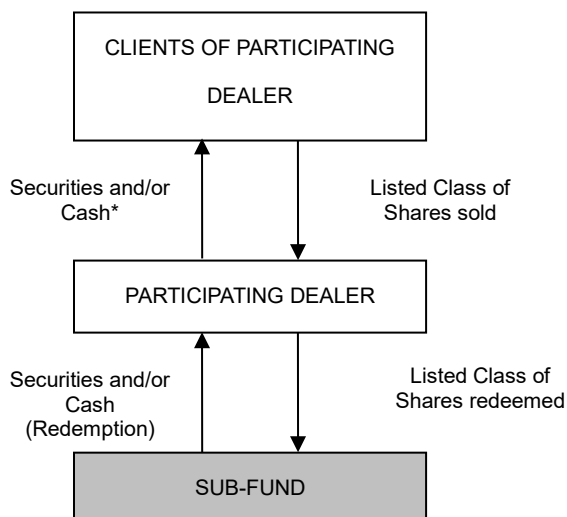 CLIENTS OF PARTICIPATING
DEALER
Securities and/or
Cash*
Listed Class of
Shares sold
PARTICIPATING DEALER
Securities and/or
Cash
(Redemption)
Listed Class of
Shares redeemed
SUB-FUND